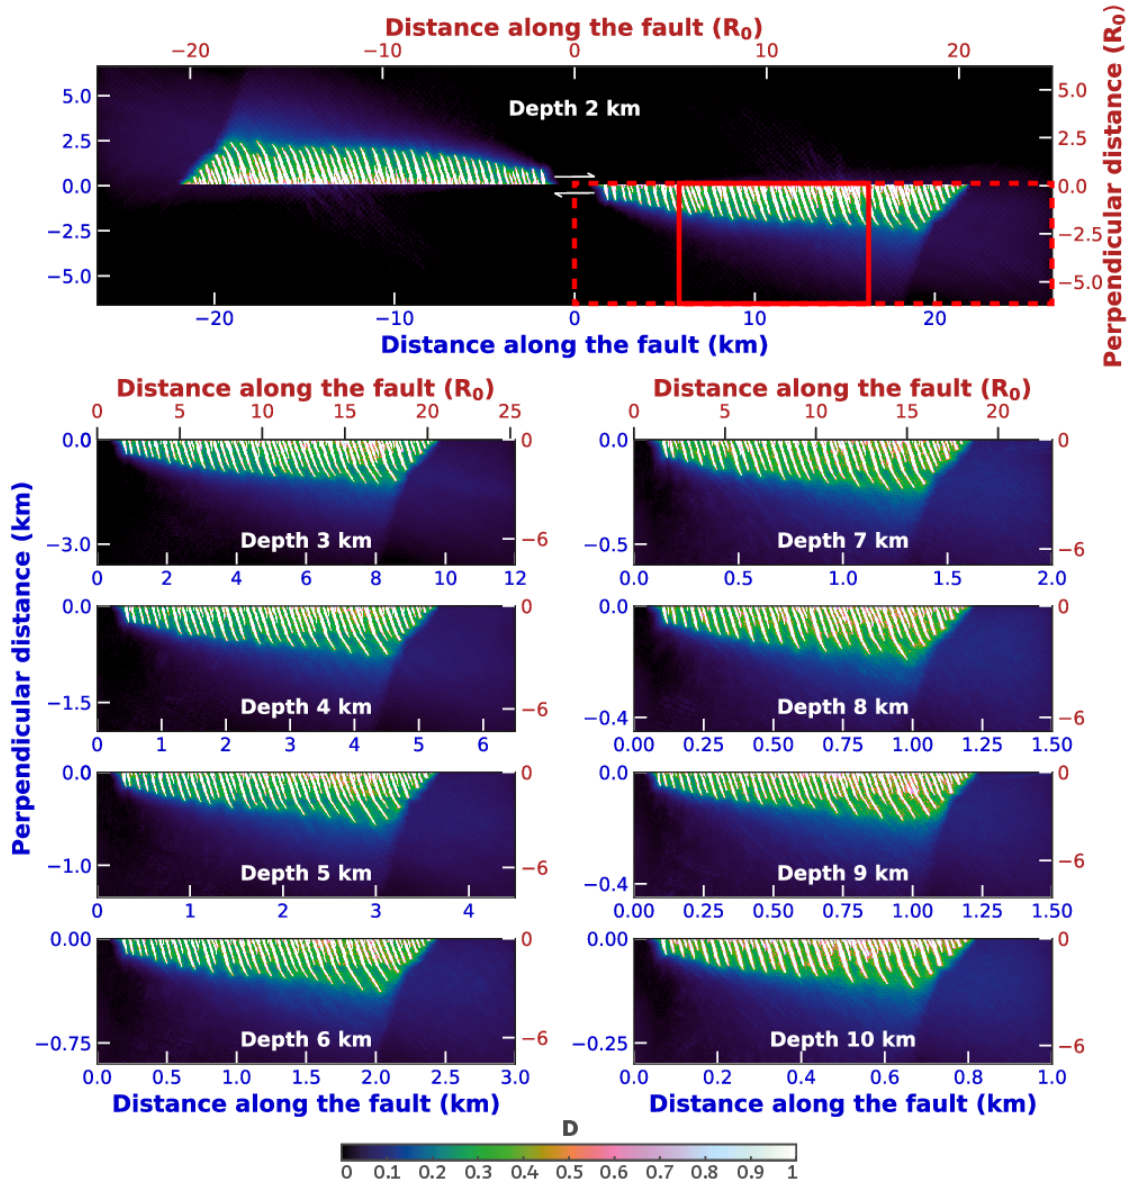 Distance along the fault (R0)
−20 −10 0 10 20
Perpendicular distance (R0)
5.0 2.5 0.0 −2.5 −5.0
5.0 2.5 0.0 −2.5 −5.0
Depth 2 km
−20 −10 0 10 20
Distance along the fault (km)
Distance along the fault (R0)
0 5 10 15 20 25
Distance along the fault (R0)
0 5 10 15 20
Perpendicular distance (km)
0.0 −3.0
0 −6
Depth 3 km
0 2 4 6 8 10 12
0.0 −0.5
0 −6
Depth 7 km
0.0 0.5 1.0 1.5 2.0
0.0 −1.5
0 −6
Depth 4 km
0 1 2 3 4 5 6
0.0 −0.4
0 −6
Depth 8 km
0.00 0.25 0.50 0.75 1.00 1.25 1.50
0.0 −1.0
0 −6
Depth 5 km
0 1 2 3 4
0.0 −0.4
0 −6
Depth 9 km
0.00 0.25 0.50 0.75 1.00 1.25 1.50
0.00 −0.75
0 −6
Depth 6 km
0.0 0.5 1.0 1.5 2.0 2.5 3.0
0.00 −0.25
0 −6
Depth 10 km
0.0 0.2 0.4 0.6 0.8 1.0
Distance along the fault (km)
Distance along the fault (km)
D
0 0.1 0.2 0.3 0.4 0.5 0.6 0.7 0.8 0.9 1